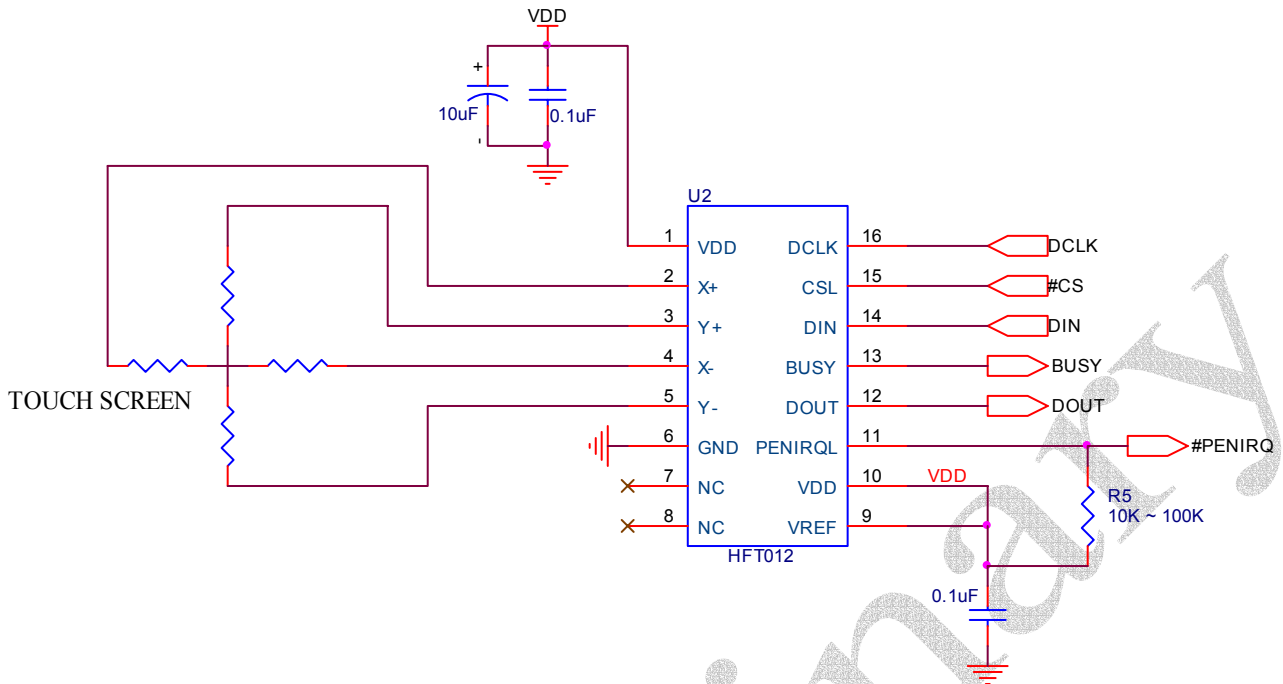 VDD
+
10uF
0.1uF
-
U2
1
VDD
DCLK
16
DCLK
2
X+
CSL
15
#CS
3
Y+
DIN
14
DIN
4
X-
BUSY
13
BUSY
TOUCH SCREEN
5
Y-
DOUT
12
DOUT
6
GND
PENIRQL
11
#PENIRQ
7
NC
VDD
10
VDD
R5
10K ~ 100K
8
NC
VREF
9
HFT012
0.1uF
inary